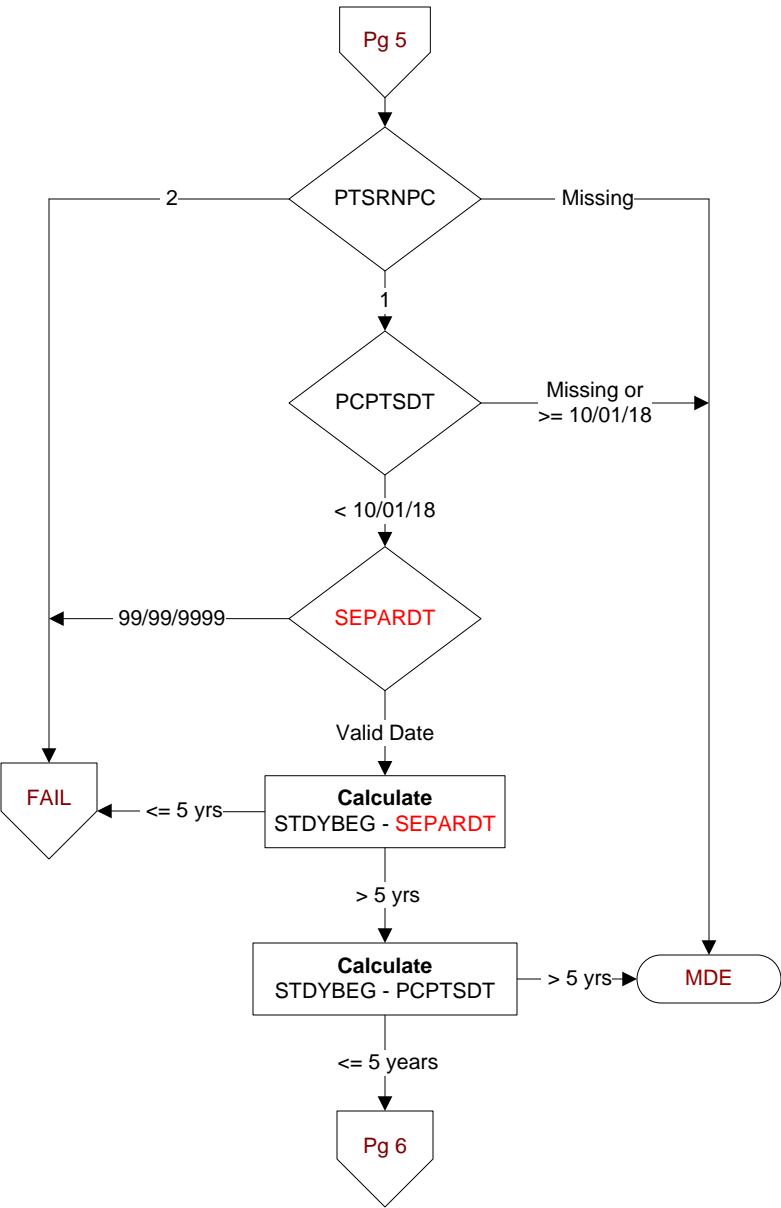 Pg 5
PTSRNPC
2
Missing
1
PCPTSDT
Missing or
>= 10/01/18
< 10/01/18
SEPARDT
99/99/9999
Valid Date
FAIL
<= 5 yrs
Calculate
STDYBEG - SEPARDT
> 5 yrs
Calculate
STDYBEG - PCPTSDT
> 5 yrs
MDE
<= 5 years
Pg 6